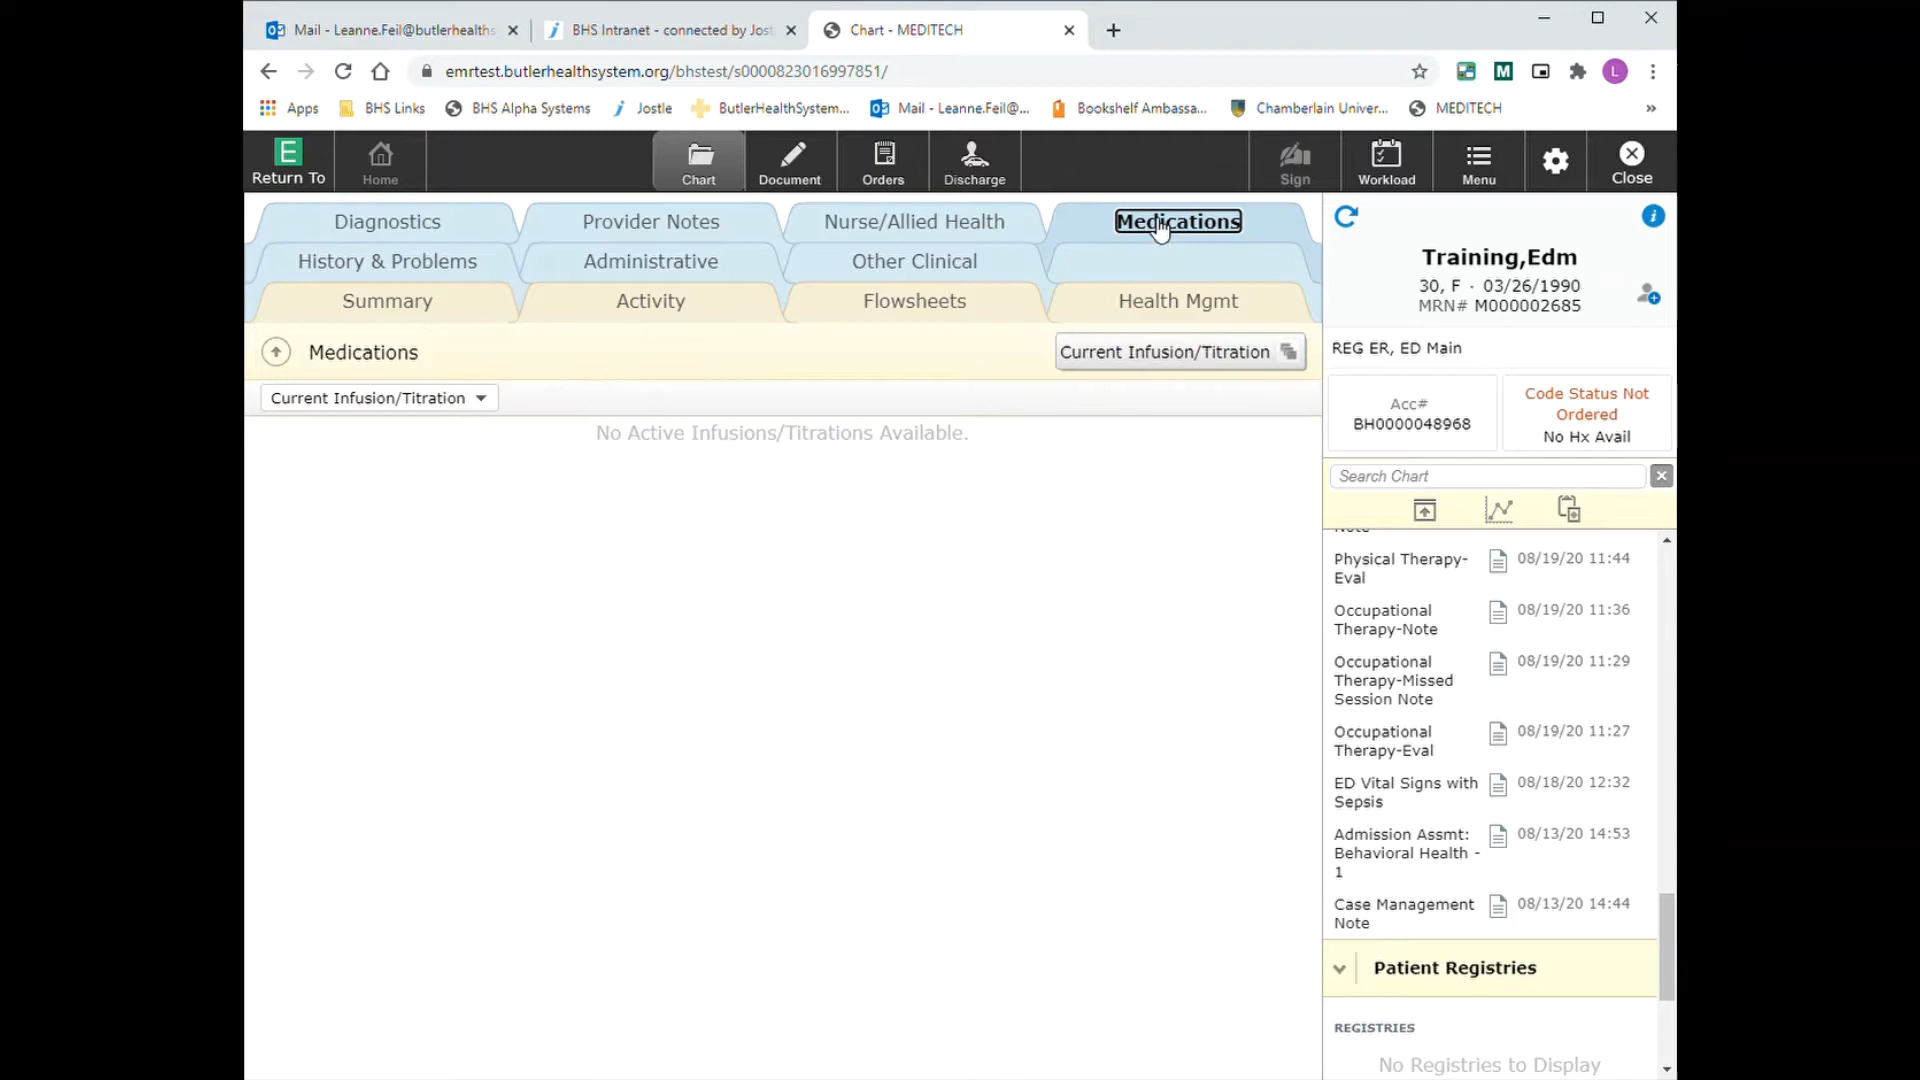 Mail - Leanne.Feil@butlerhealths
BHS Intranet - connected by Jost
Chart - MEDITECH
emrtest.butlerhealthsystem.org/bhstest/s0000823016997851/
M
L
Apps
BHS Links
BHS Alpha Systems
Jostle
ButlerHealthSystem...
Mail - Leanne.Feil@...
Bookshelf Ambassa...
Chamberlain Univer...
MEDITECH
»
E
Return To
Home
Chart
Document
Orders
Discharge
Sign
Workload
Menu
Close
Diagnostics
Provider Notes
Nurse/Allied Health
Medications
History & Problems
Administrative
Other Clinical
Summary
Activity
Flowsheets
Health Mgmt
Medications
Current Infusion/Titration
Current Infusion/Titration
No Active Infusions/Titrations Available.
Training,Edm
30, F · 03/26/1990
MRN# M000002685
REG ER, ED Main
Acc#
BH0000048968
Code Status Not
Ordered
No Hx Avail
Search Chart
Note
Physical Therapy-
Eval
08/19/20 11:44
Occupational
Therapy-Note
08/19/20 11:36
Occupational
Therapy-Missed
Session Note
08/19/20 11:29
Occupational
Therapy-Eval
08/19/20 11:27
ED Vital Signs with
Sepsis
08/18/20 12:32
Admission Assmt:
Behavioral Health -
1
08/13/20 14:53
Case Management
Note
08/13/20 14:44
Patient Registries
REGISTRIES
No Registries to Display